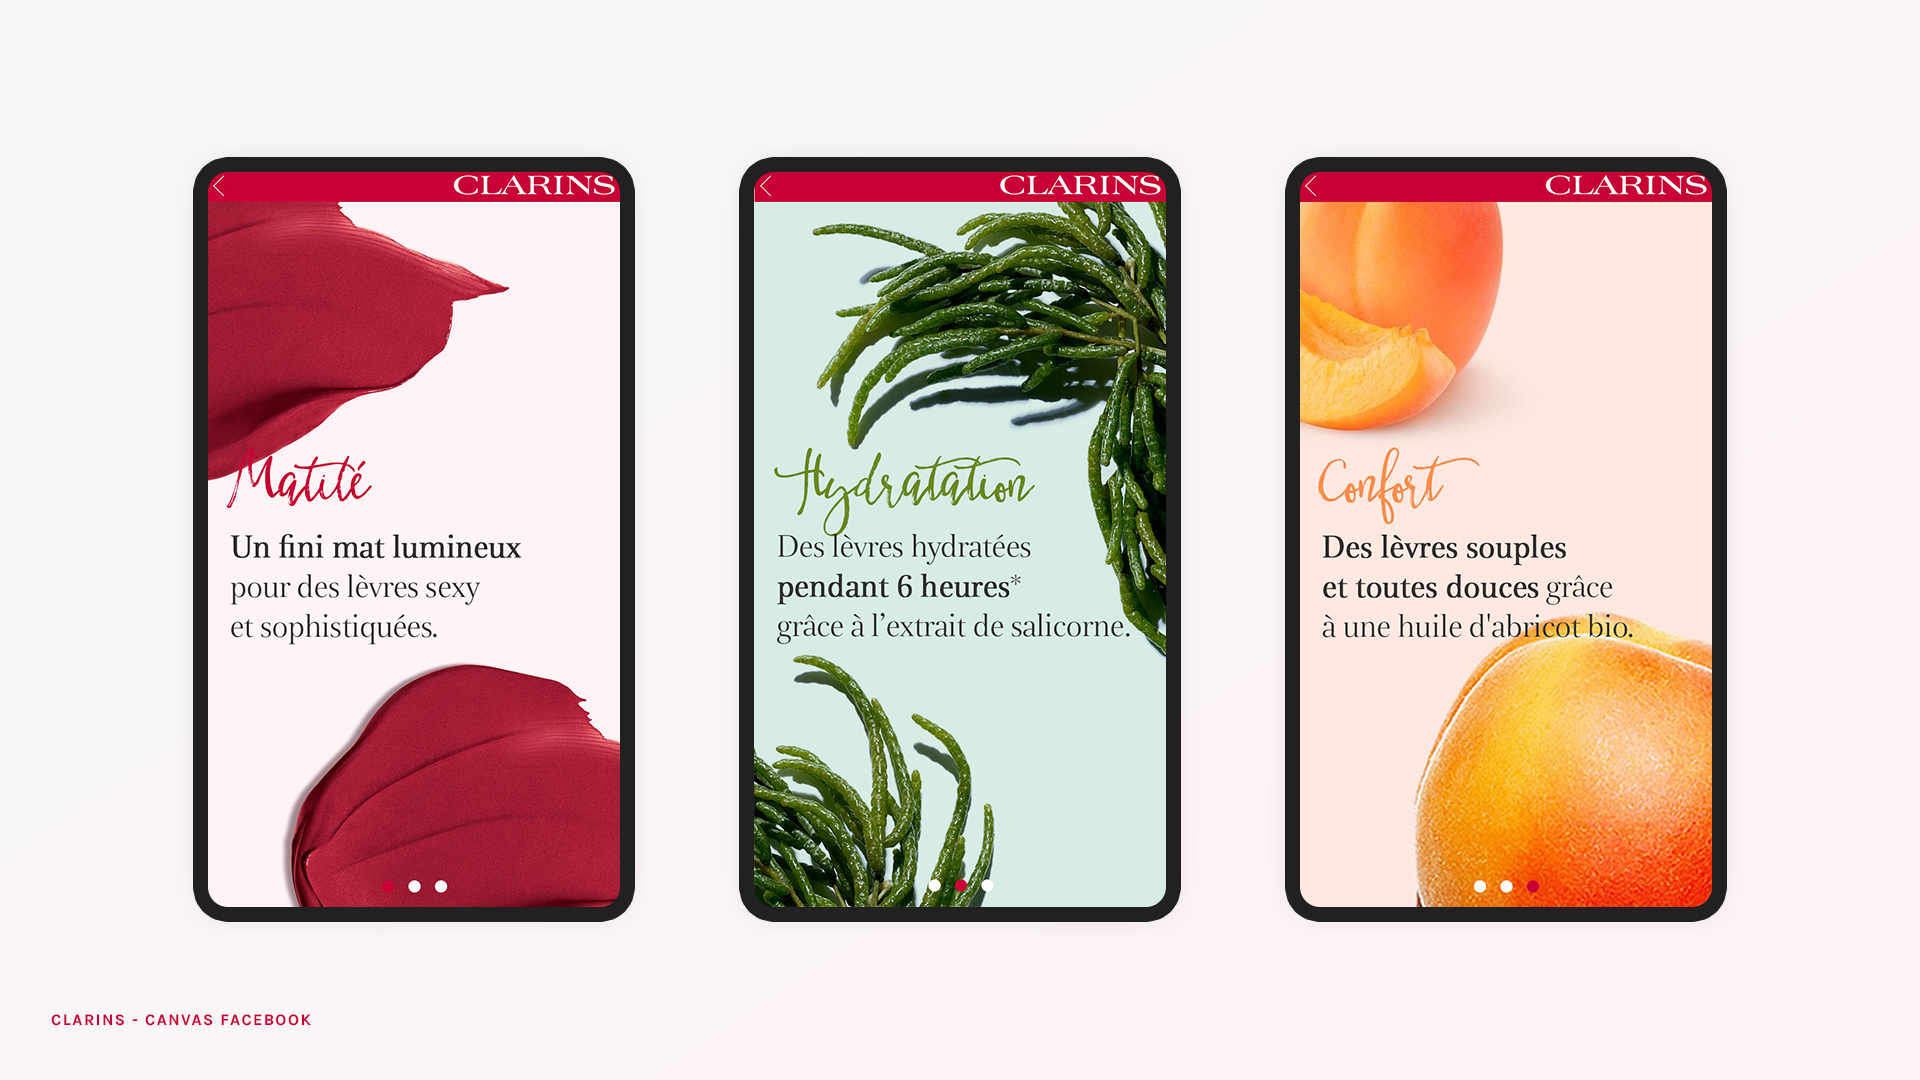 CLARINS
Matité
Un fini mat lumineux
pour des lèvres sexy
et sophistiquées.
CLARINS
Hydratation
Des lèvres hydratées
pendant 6 heures*
grâce à l’extrait de salicorne.
CLARINS
Confort
Des lèvres souples
et toutes douces grâce
à une huile d'abricot bio.
CLARINS - CANVAS FACEBOOK